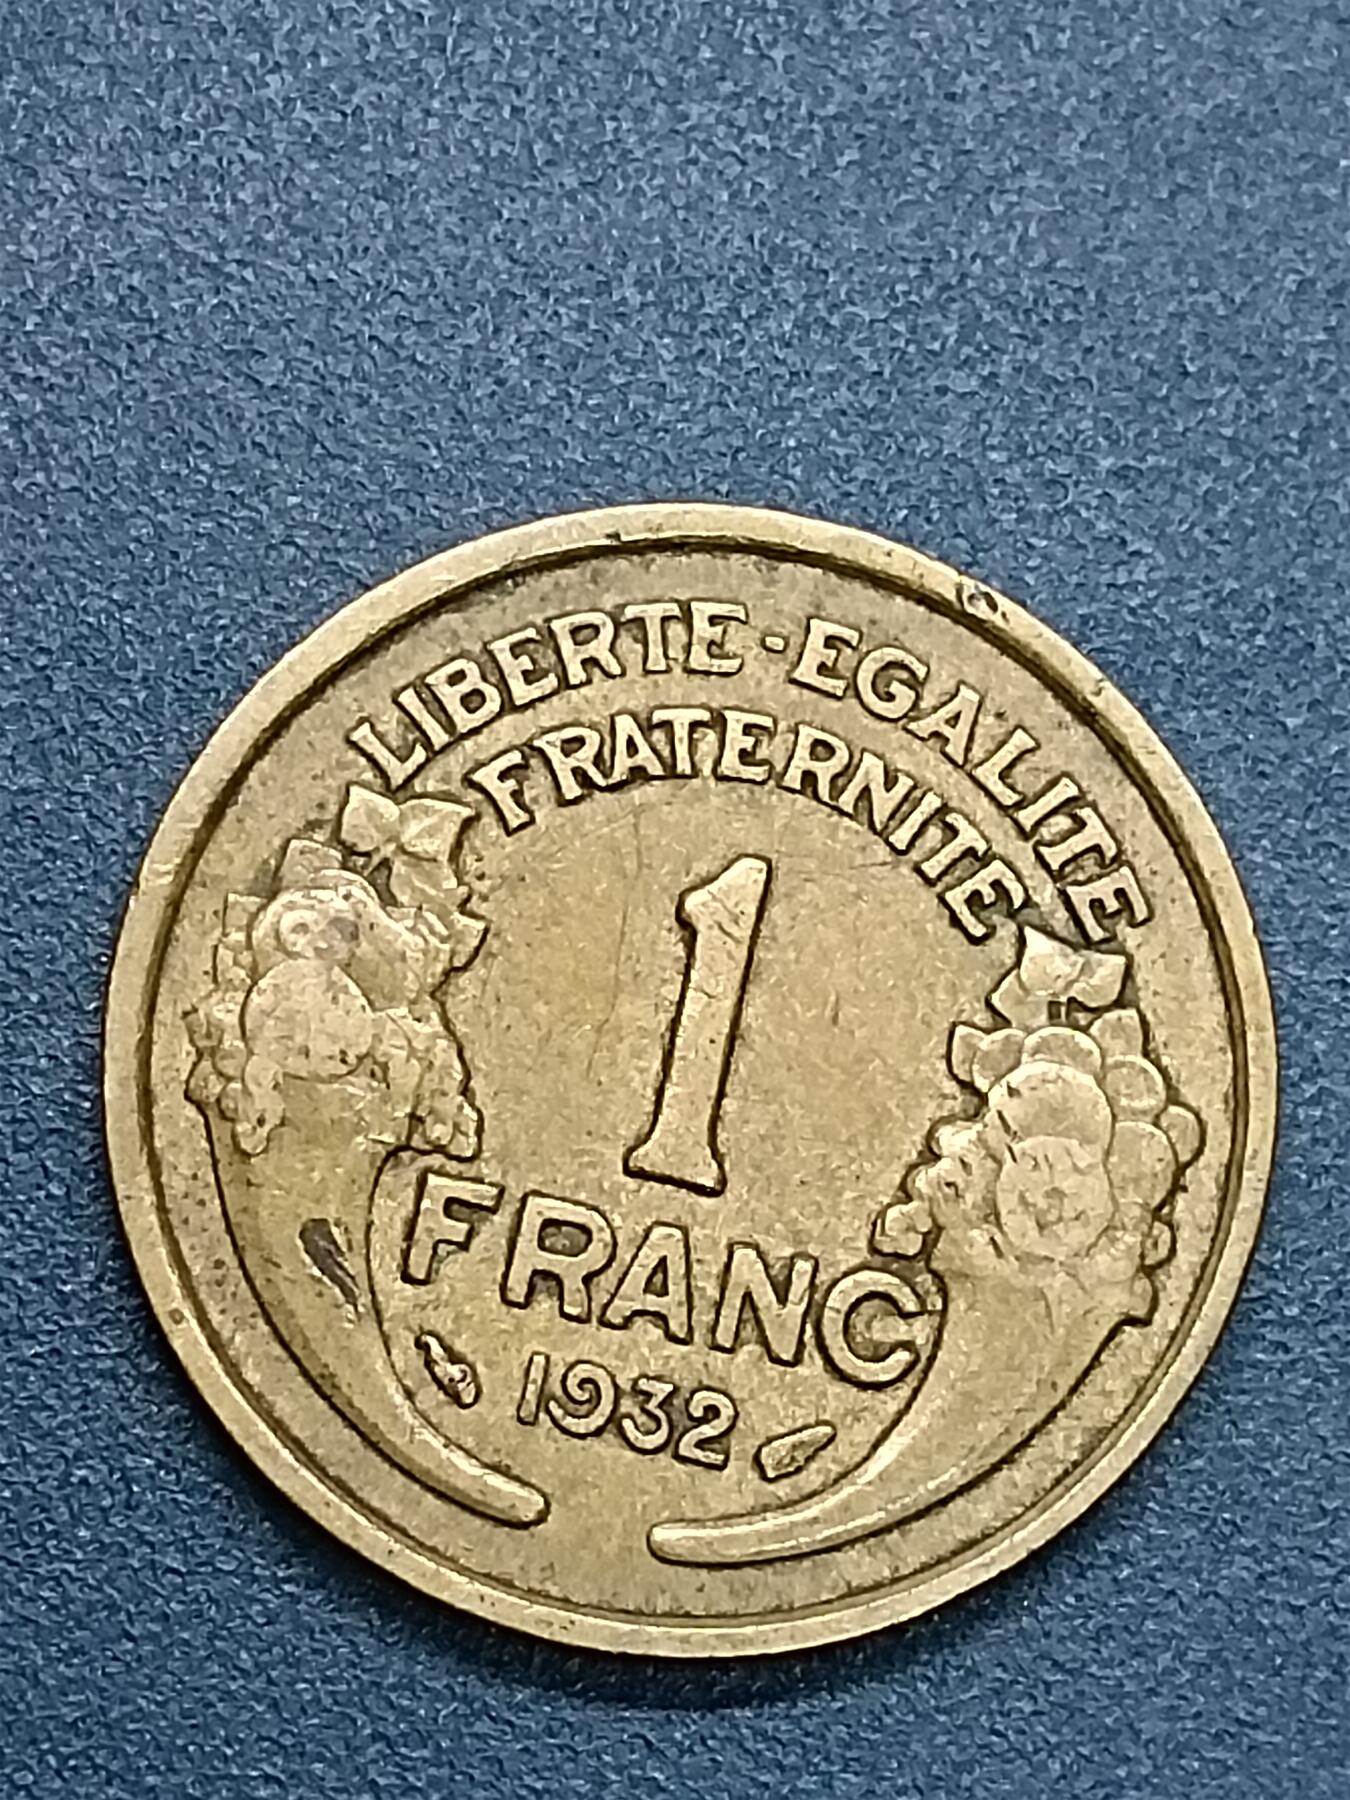 LIBERTE·EGALITE
FRATERNITE
1
FRANC
1932